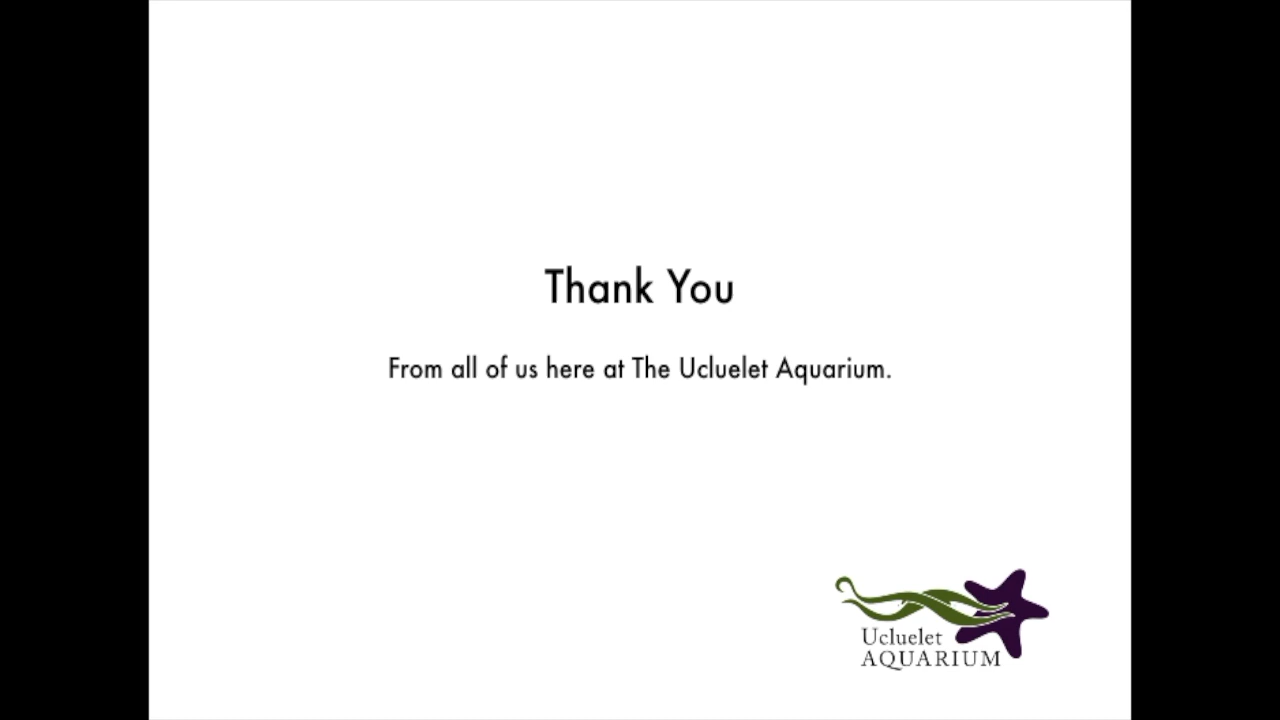 Thank You
From all of us here at The Ucluelet Aquarium.
Ucluelet
AQUARIUM